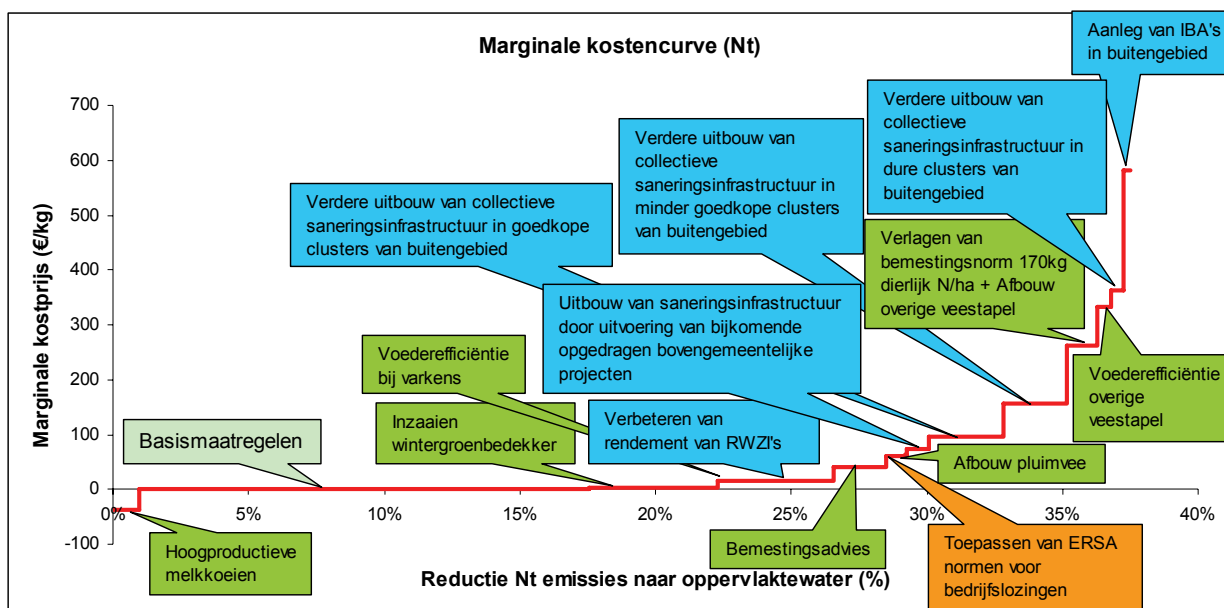 Marginale kostencurve (Nt)
Aanleg van IBA's
in buitengebied
Verdere uitbouw van
collectieve
saneringsinfrastructuur in
dure clusters van
buitengebied
Verdere uitbouw van
collectieve
saneringsinfrastructuur in
minder goedkope clusters
van buitengebied
Verdere uitbouw van collectieve
saneringsinfrastructuur in goedkope
clusters van buitengebied
Verlagen van
bemestingsnorm 170kg
dierlijk N/ha + Afbouw
overige veestapel
Uitbouw van saneringsinfrastructuur
door uitvoering van bijkomende
opgedragen bovengemeentelijke
projecten
Voederefficiëntie
bij varkens
Voederefficiëntie
overige
veestapel
Inzaaien
wintergroenbedekker
Verbeteren van
rendement van RWZI's
Basismaatregelen
Afbouw pluimvee
Hoogproductieve
melkkoeien
Bemestingsadvies
Toepassen van ERSA
normen voor
bedrijfslozingen
Marginale kostprijs (€/kg)
700
600
500
400
300
200
100
0
-100
0%
5%
10%
15%
20%
25%
30%
35%
40%
Reductie Nt emissies naar oppervlaktewater (%)